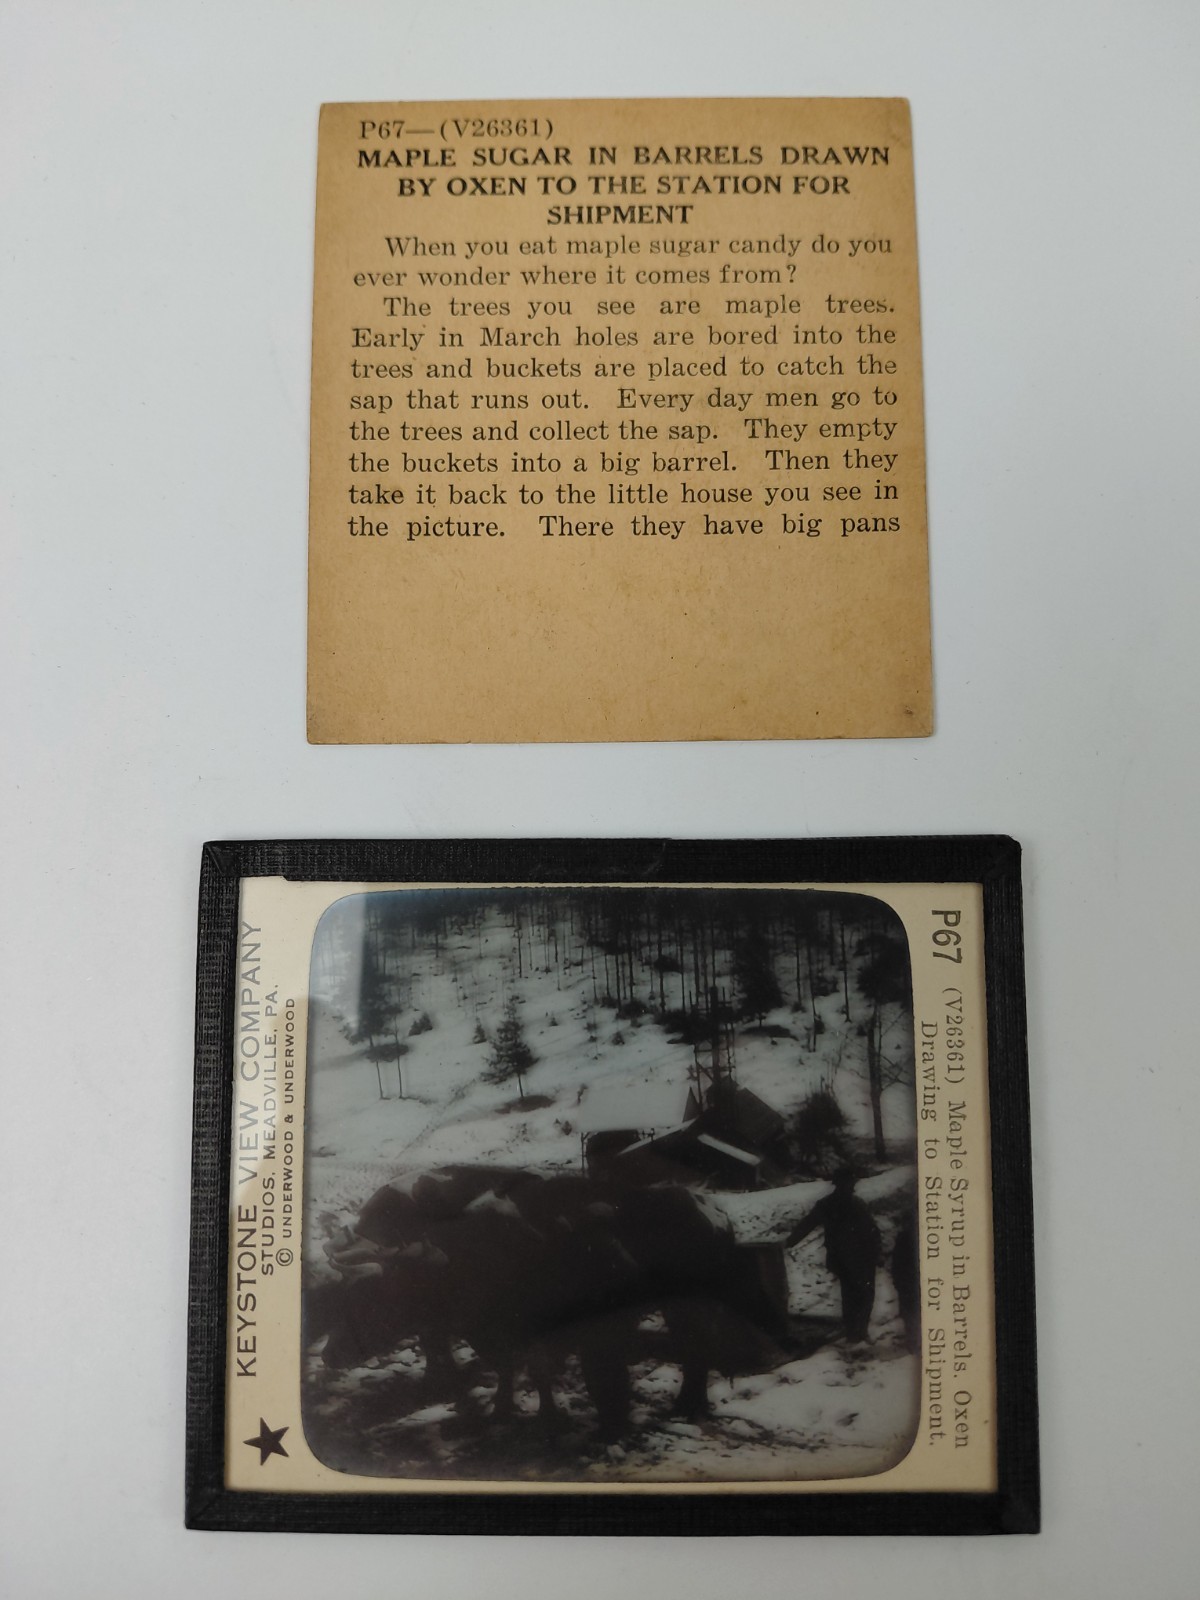 P67—(V26361)
MAPLE SUGAR IN BARRELS DRAWN
BY OXEN TO THE STATION FOR
SHIPMENT
When you eat maple sugar candy do you
ever wonder where it comes from?
The trees you see are maple trees.
Early in March holes are bored into the
trees and buckets are placed to catch the
sap that runs out. Every day men go to
the trees and collect the sap. They empty
the buckets into a big barrel. Then they
take it back to the little house you see in
the picture. There they have big pans
KEYSTONE VIEW COMPANY
STUDIOS, MEADVILLE, PA.
© UNDERWOOD & UNDERWOOD
P67 (V26361) Maple Syrup in Barrels. Oxen
Drawing to Station for Shipment.